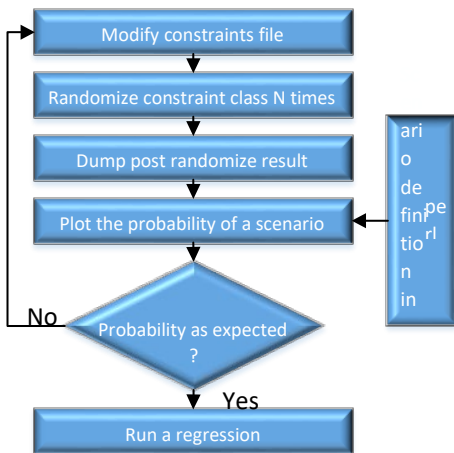 Modify constraints file
Randomize constraint class N times
Dump post randomize result
Plot the probability of a scenario
ari
o
de
fini
tio
n
in
pe
rl
No
Probability as expected
?
Yes
Run a regression